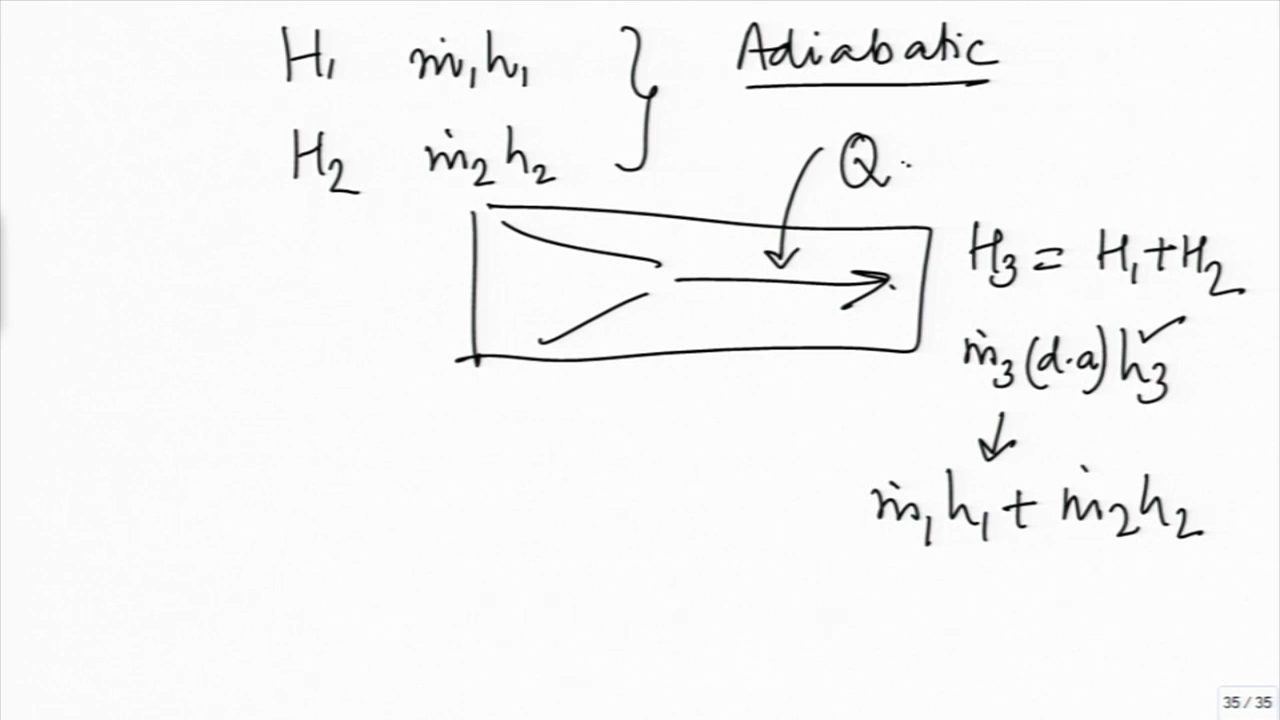 H₁ ṁ₁h₁ } Adiabatic
H₂ ṁ₂h₂
Q.
H₃ = H₁+H₂
ṁ₃(d.a)h₃ ✓
↓
ṁ₁h₁ + ṁ₂h₂
35 / 35